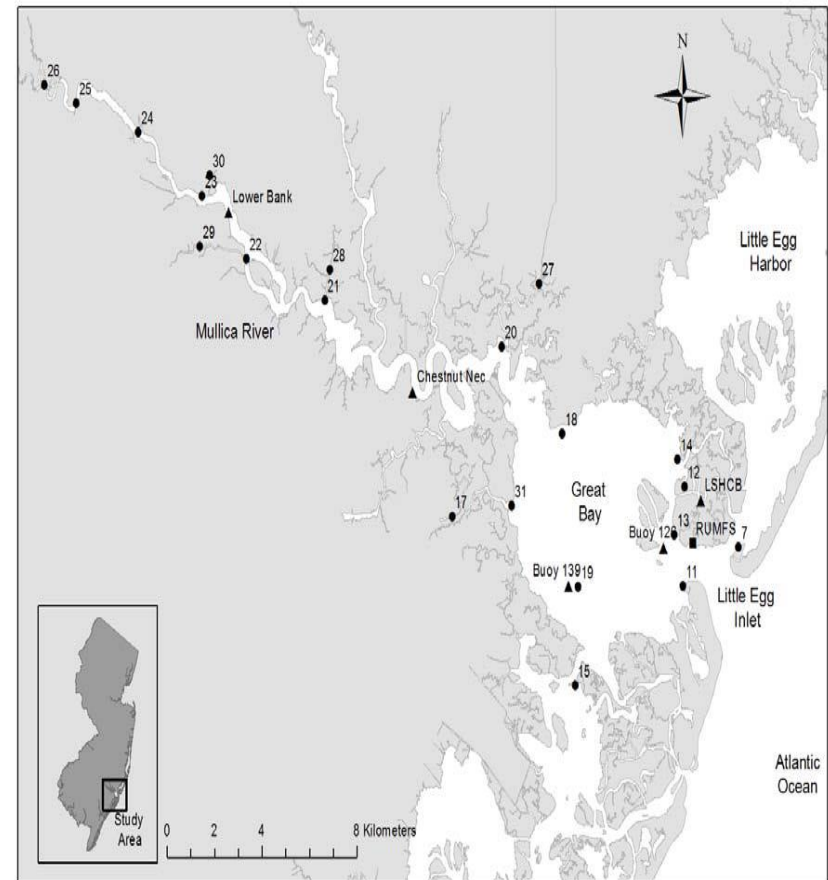 N
26
25
24
30
23
Lower Bank
29
22
28
21
27
Mullica River
20
Chestnut Nec
Little Egg
Harbor
18
14
12
LSHCB
Great
Bay
31
17
13
RUMFS
Buoy 126
7
Buoy 139
19
11
Little Egg
Inlet
15
Atlantic
Ocean
Study
Area
0 2 4 8 Kilometers